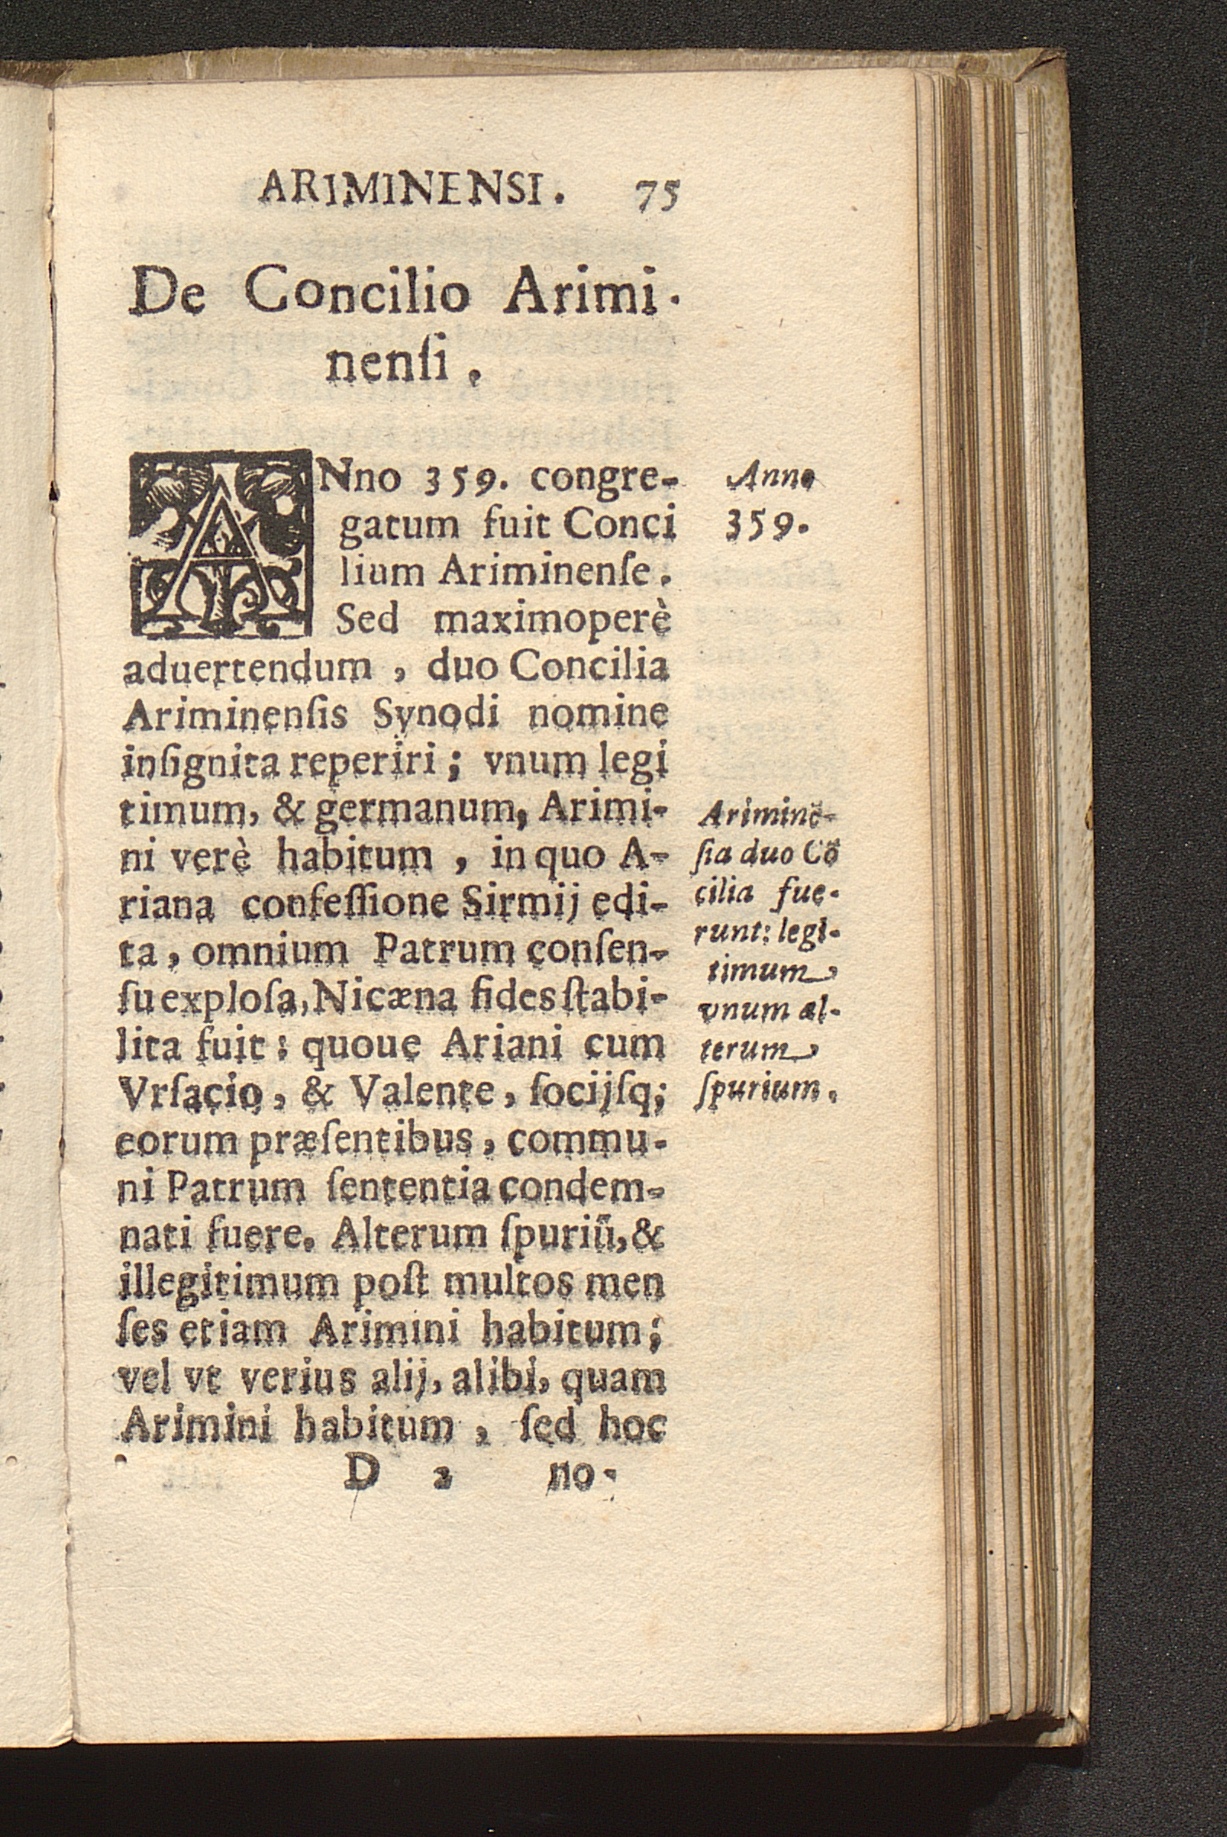 ARIMINENSI. 75
De Concilio Arimi-
nenſi.
ANno 359. congre-
gatum fuit Conci
lium Ariminenſe.
Sed maximoperè
aduertendum, duo Concilia
Ariminenſis Synodi nomine
inſignita reperiri; vnum legi
timum, & germanum, Arimi-
ni verè habitum, in quo A-
riana confeſſione Sirmij edi-
ta, omnium Patrum conſen-
ſu exploſa, Nicæna fides ſtabi-
lita fuit: quoue Ariani cum
Vrſacio, & Valente, ſocijſq;
eorum præſentibus, commu-
ni Patrum ſententia condem-
nati fuere. Alterum ſpuriũ, &
illegitimum poſt multos men
ſes etiam Arimini habitum;
vel vt verius alij, alibi, quam
Arimini habitum, ſed hoc
D 2 no-
Anno
359.
Ariminē-
ſia duo Cō
cilia fue-
runt: legi-
timum
vnum al-
terum
ſpurium.